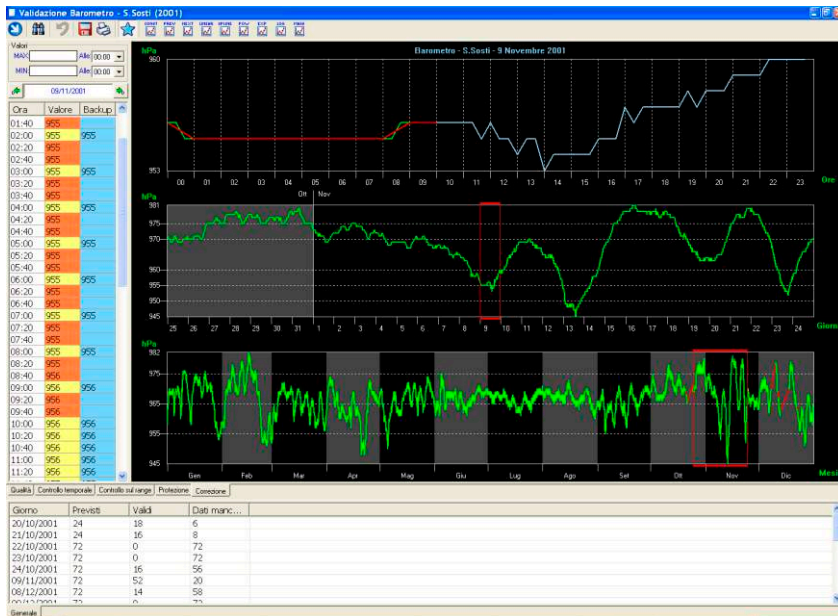 Validazione Barometro - S.Sosti (2001)
Valori
MAX: Alle: 00:00
MIN: Alle: 00:00
09/11/2001
Ora Valore Backup
01:40 955
02:00 955 955
02:20 955
02:40 955
03:00 955 955
03:20 955
03:40 955
04:00 955 955
04:20 955
04:40 955
05:00 955 955
05:20 955
05:40 955
06:00 955 955
06:20 955
06:40 955
07:00 955 955
07:20 955
07:40 955
08:00 955 955
08:20 955
08:40 956
09:00 956 956
09:20 956
09:40 956
10:00 956 956
10:20 956 956
10:40 956 956
11:00 956 956
11:20 956 956
hPa
Barometro - S.Sosti - 9 Novembre 2001
960
953
00 01 02 03 04 05 06 07 08 09 10 11 12 13 14 15 16 17 18 19 20 21 22 23 Ore
Ott Nov
hPa
981
975
970
960
955
950
945
25 26 27 28 29 30 31 1 2 3 4 5 6 7 8 9 10 11 12 13 14 15 16 17 18 19 20 21 22 23 24 Giorni
hPa
982
975
965
955
945
Gen Feb Mar Apr Mag Giu Lug Ago Set Ott Nov Dic Mesi
Qualità Controllo temporale Controllo sul range Protezione Correzione
Giorno Previsti Validi Dati manc...
20/10/2001 24 18 6
21/10/2001 24 16 8
22/10/2001 72 0 72
23/10/2001 72 0 72
24/10/2001 72 16 56
09/11/2001 72 52 20
08/12/2001 72 14 58
09/12/2001 72 0 72
Generale